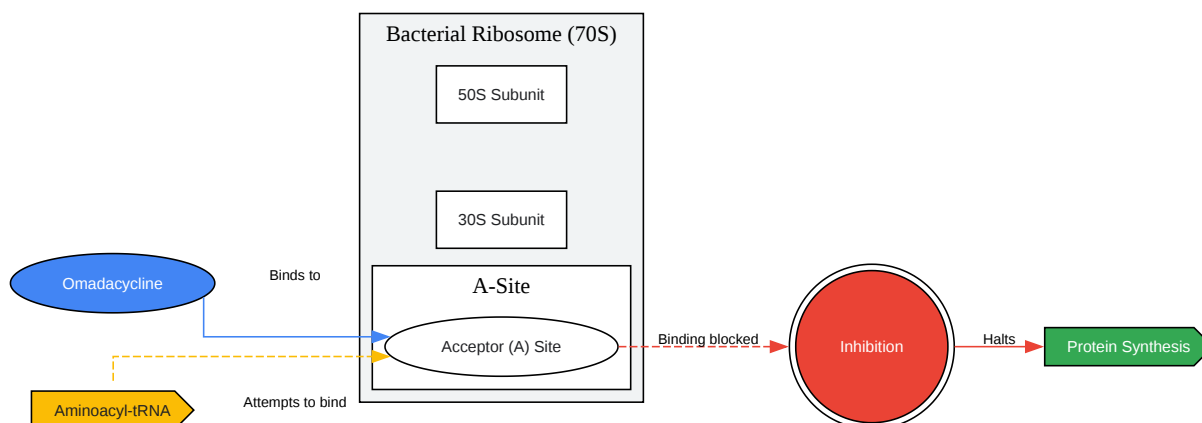 Bacterial Ribosome (70S)
50S Subunit
30S Subunit
Omadacycline
Binds to
A-Site
Acceptor (A) Site
Binding blocked
Inhibition
Halts
Protein Synthesis
Aminoacyl-tRNA
Attempts to bind